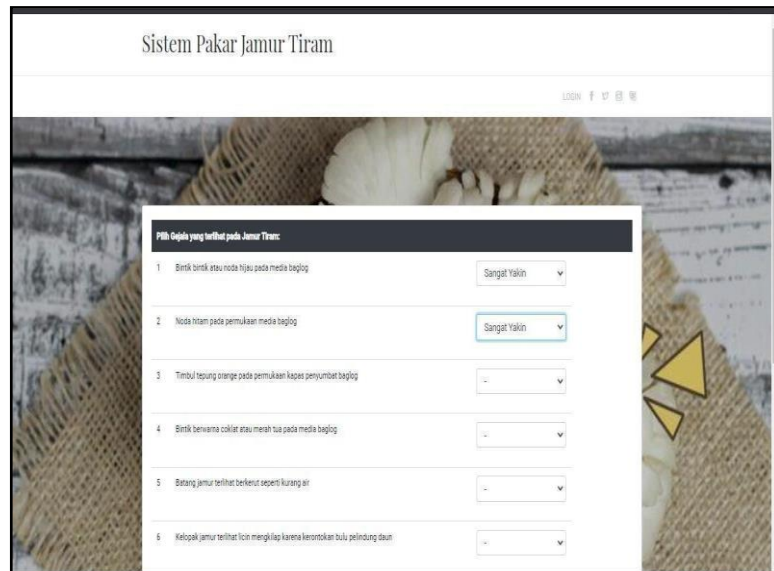 Sistem Pakar Jamur Tiram
LOGIN
Pilih Gejala yang terlihat pada Jamur Tiram:
1 Bintik bintik atau noda hijau pada media baglog Sangat Yakin
2 Noda hitam pada permukaan media baglog Sangat Yakin
3 Timbul tepung orange pada permukaan kapas penyumbat baglog -
4 Bintik berwarna coklat atau merah tua pada media baglog -
5 Batang jamur terlihat berkerut seperti kurang air -
6 Kelopak jamur terlihat licin mengkilap karena kerontokan bulu pelindung daun -